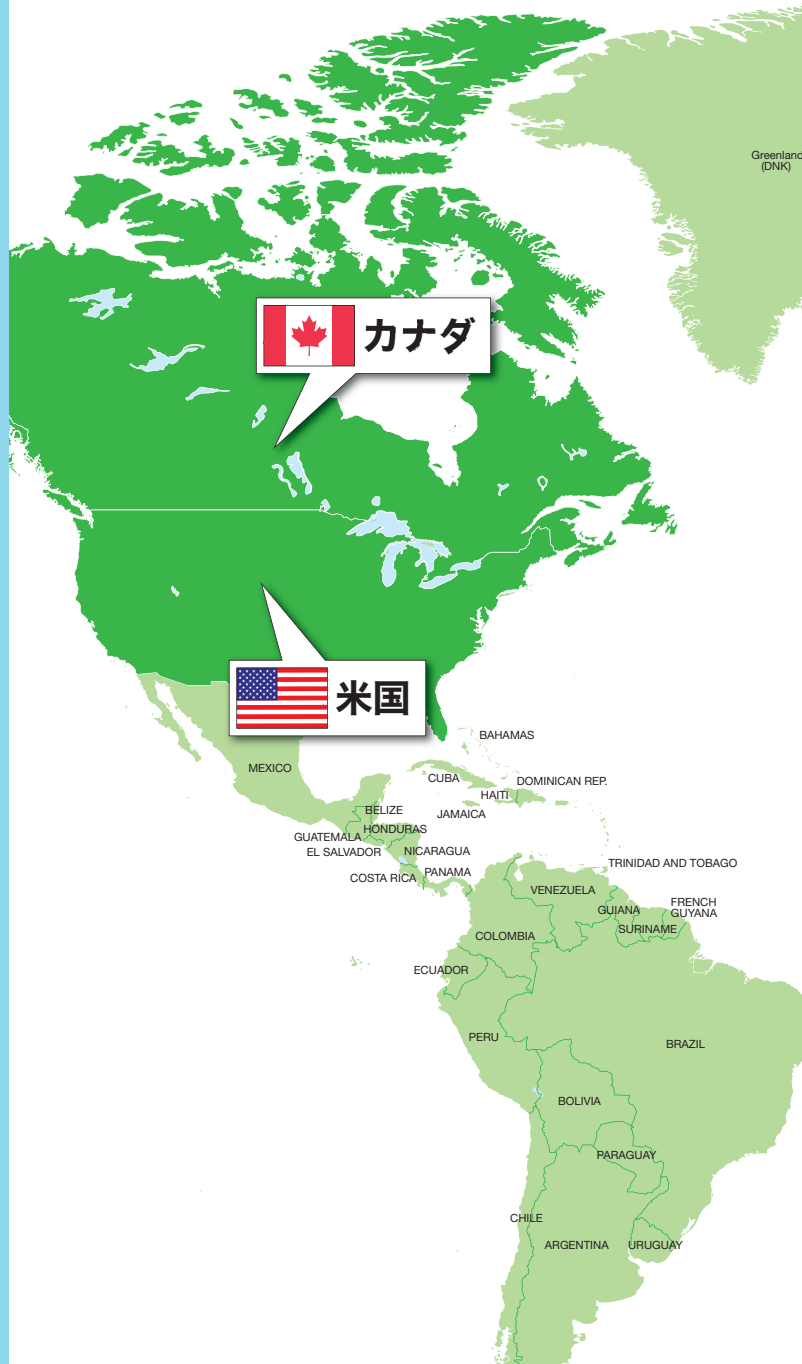 Greenland
(DNK)
カナダ
米国
BAHAMAS
MEXICO
CUBA
DOMINICAN REP.
HAITI
BELIZE
JAMAICA
HONDURAS
GUATEMALA
EL SALVADOR
NICARAGUA
TRINIDAD AND TOBAGO
COSTA RICA
PANAMA
VENEZUELA
FRENCH
GUYANA
GUIANA
SURINAME
COLOMBIA
ECUADOR
PERU
BRAZIL
BOLIVIA
PARAGUAY
CHILE
ARGENTINA
URUGUAY